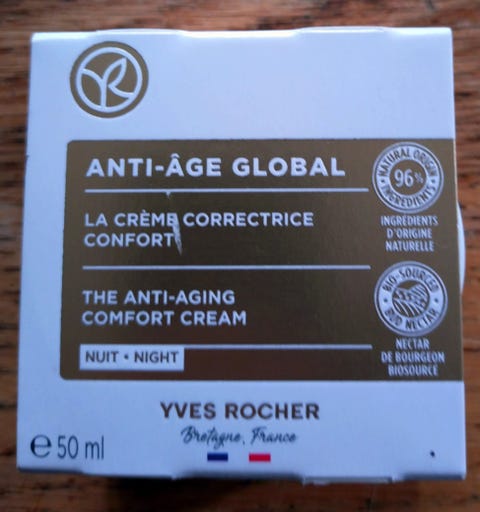 ANTI-ÂGE GLOBAL
LA CRÈME CORRECTRICE
CONFORT
THE ANTI-AGING
COMFORT CREAM
NUIT • NIGHT
NATURAL ORIGIN
96%
INGREDIENTS
INGRÉDIENTS
D'ORIGINE
NATURELLE
BIO-SOURCED
BUD NECTAR
NECTAR
DE BOURGEON
BIOSOURCÉ
YVES ROCHER
Bretagne, France
℮ 50 ml